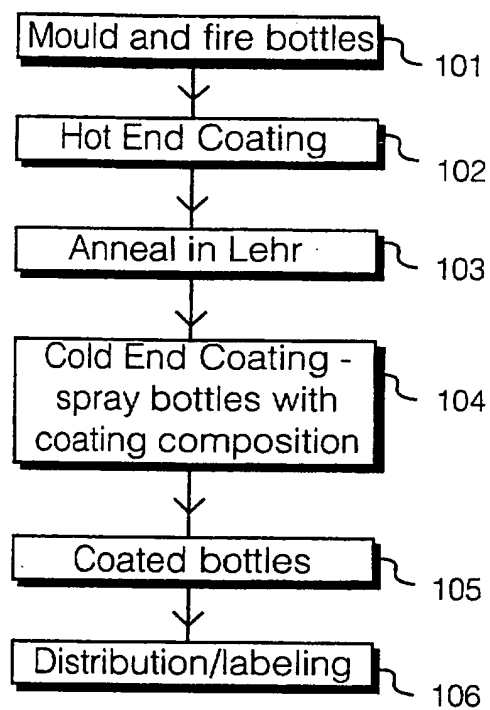 Mould and fire bottles
101
Hot End Coating
102
Anneal in Lehr
103
Cold End Coating -
spray bottles with
coating composition
104
Coated bottles
105
Distribution/labeling
106